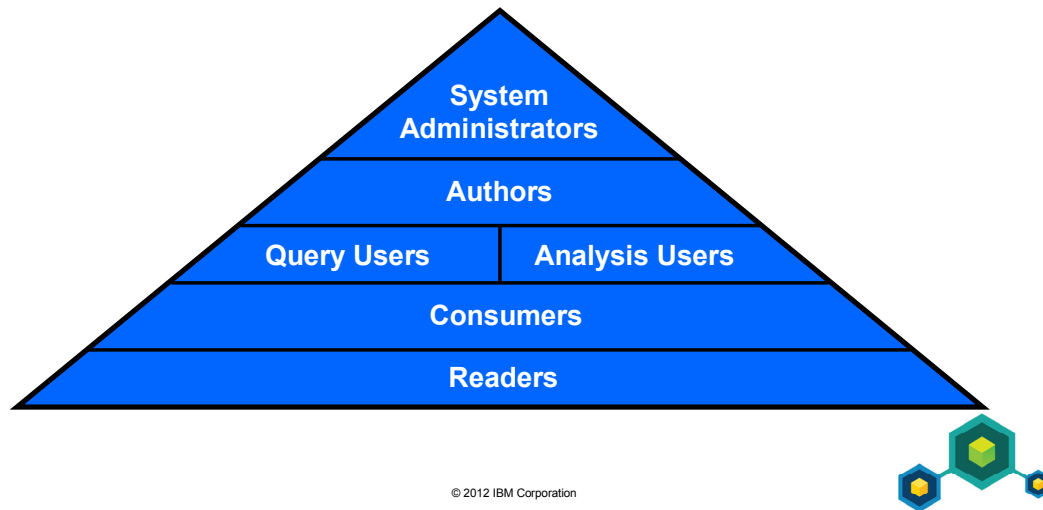 System
Administrators
Authors
Query Users
Analysis Users
Consumers
Readers
© 2012 IBM Corporation